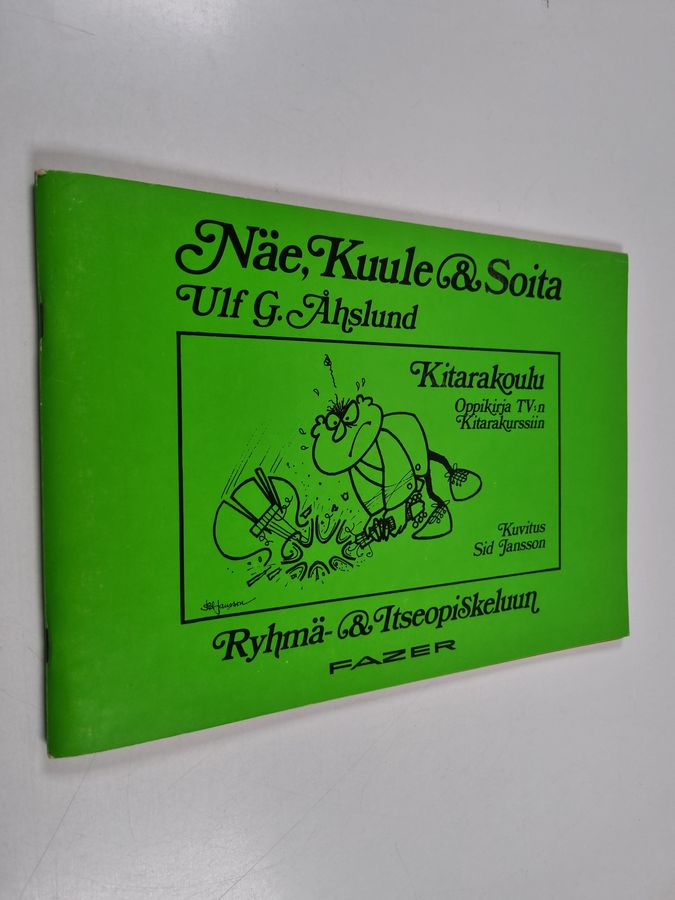 Näe, Kuule & Soita
Ulf G. Åhslund
Kitarakoulu
Oppikirja TV:n
Kitarakurssiin
Kuvitus
Sid Jansson
Ryhmä- & Itseopiskeluun
FAZER